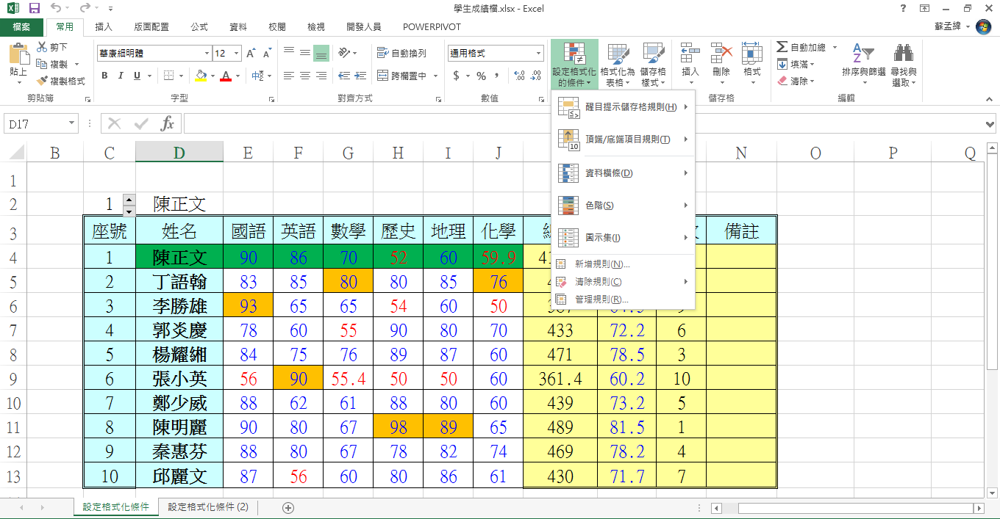 學生成績檔.xlsx - Excel
檔案 常用 插入 版面配置 公式 資料 校閱 檢視 開發人員 POWERPIVOT 蘇孟緯
貼上 剪下 複製 複製格式
華康細明體 12
B I U
自動換列
跨欄置中
通用格式
$ % ,
設定格式化的條件 格式化為表格 儲存格樣式
插入 刪除 格式
自動加總 填滿 清除
排序與篩選 尋找與選取
剪貼簿 字型 對齊方式 數值 儲存格 編輯
D17 fx
醒目提示儲存格規則(H)
頂端/底端項目規則(T)
資料橫條(D)
色階(S)
圖示集(I)
新增規則(N)...
清除規則(C)
管理規則(R)...
B C D E F G H I J N O P Q
1
2 1 陳正文
3 座號 姓名 國語 英語 數學 歷史 地理 化學 備註
4 1 陳正文 90 86 70 52 60 59.9
5 2 丁語翰 83 85 80 80 85 76
6 3 李勝雄 93 65 65 54 60 50
7 4 郭炎慶 78 60 55 90 80 70 433 72.2 6
8 5 楊耀緗 84 75 76 89 87 60 471 78.5 3
9 6 張小英 56 90 55.4 50 50 60 361.4 60.2 10
10 7 鄭少威 88 62 61 88 80 60 439 73.2 5
11 8 陳明麗 90 80 67 98 89 65 489 81.5 1
12 9 秦惠芬 88 80 67 78 82 74 469 78.2 4
13 10 邱麗文 87 56 60 80 86 61 430 71.7 7
設定格式化條件 設定格式化條件 (2)